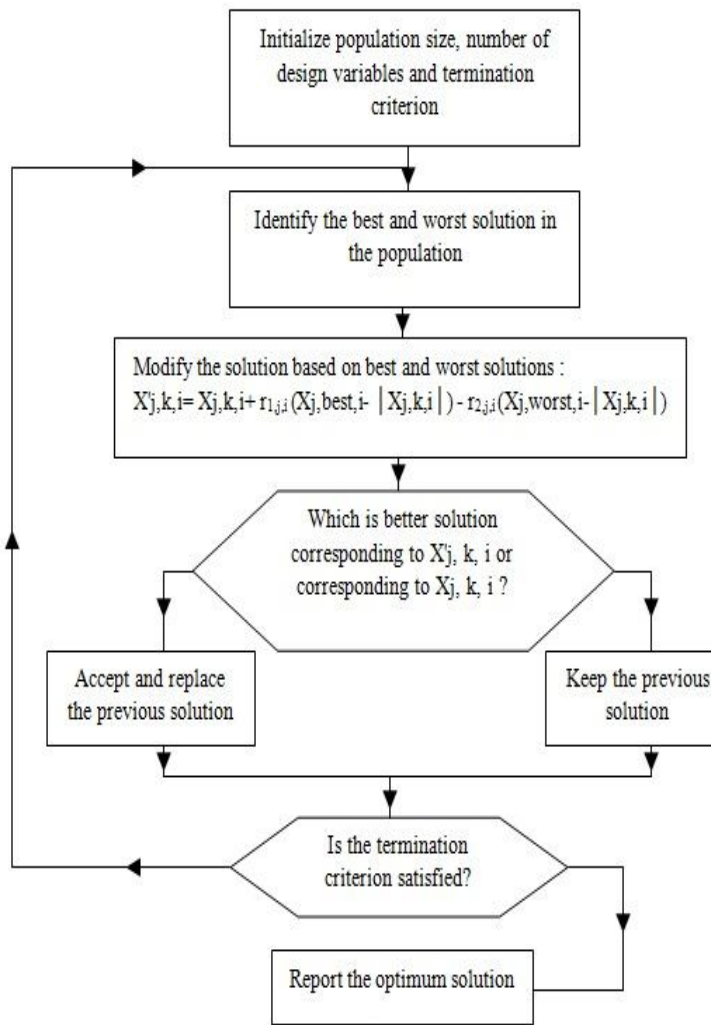 Initialize population size, number of
design variables and termination
criterion
Identify the best and worst solution in
the population
Modify the solution based on best and worst solutions :
X'j,k,i= Xj,k,i+ r1,j,i (Xj,best,i- |Xj,k,i|) - r2,j,i(Xj,worst,i-|Xj,k,i|)
Which is better solution
corresponding to X'j, k, i or
corresponding to Xj, k, i ?
Accept and replace
the previous solution
Keep the previous
solution
Is the termination
criterion satisfied?
Report the optimum solution